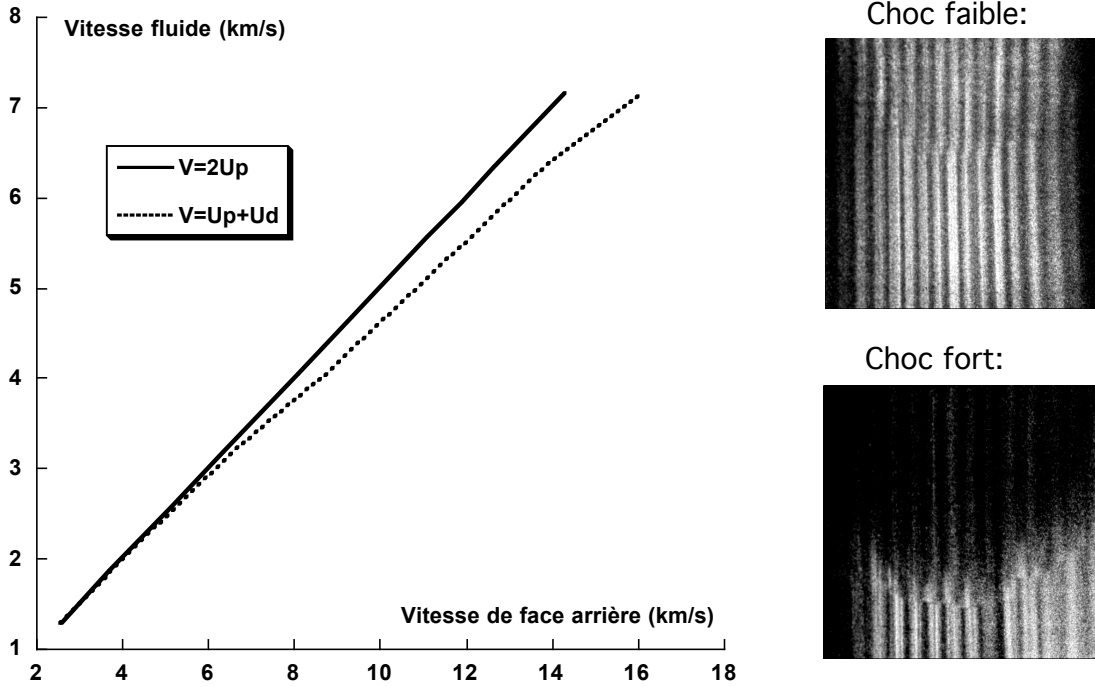 8
Vitesse fluide (km/s)
7
6
5
4
3
2
1
V=2Up
V=Up+Ud
Vitesse de face arrière (km/s)
2 4 6 8 10 12 14 16 18
Choc faible:
Choc fort: